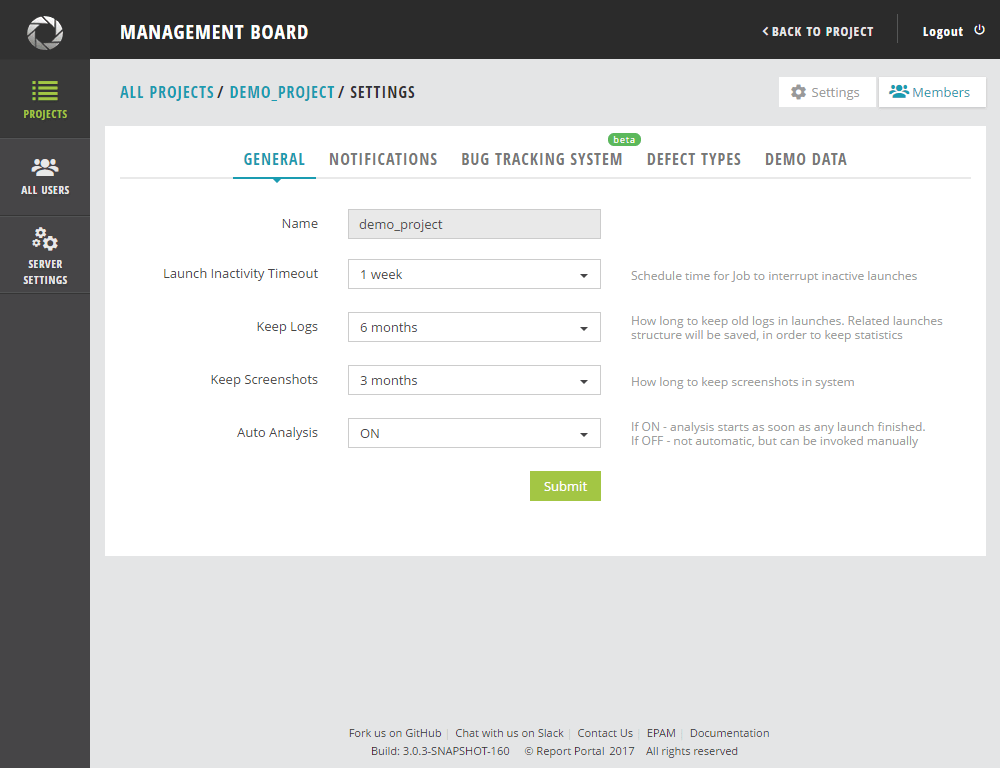 MANAGEMENT BOARD
BACK TO PROJECT
Logout
PROJECTS
ALL USERS
SERVER
SETTINGS
ALL PROJECTS / DEMO_PROJECT / SETTINGS
Settings
Members
beta
GENERAL NOTIFICATIONS BUG TRACKING SYSTEM DEFECT TYPES DEMO DATA
Name demo_project
Launch Inactivity Timeout 1 week Schedule time for Job to interrupt inactive launches
Keep Logs 6 months How long to keep old logs in launches. Related launches
structure will be saved, in order to keep statistics
Keep Screenshots 3 months How long to keep screenshots in system
Auto Analysis ON If ON - analysis starts as soon as any launch finished.
If OFF - not automatic, but can be invoked manually
Submit
Fork us on GitHub | Chat with us on Slack | Contact Us | EPAM | Documentation
Build: 3.0.3-SNAPSHOT-160 © Report Portal 2017 All rights reserved